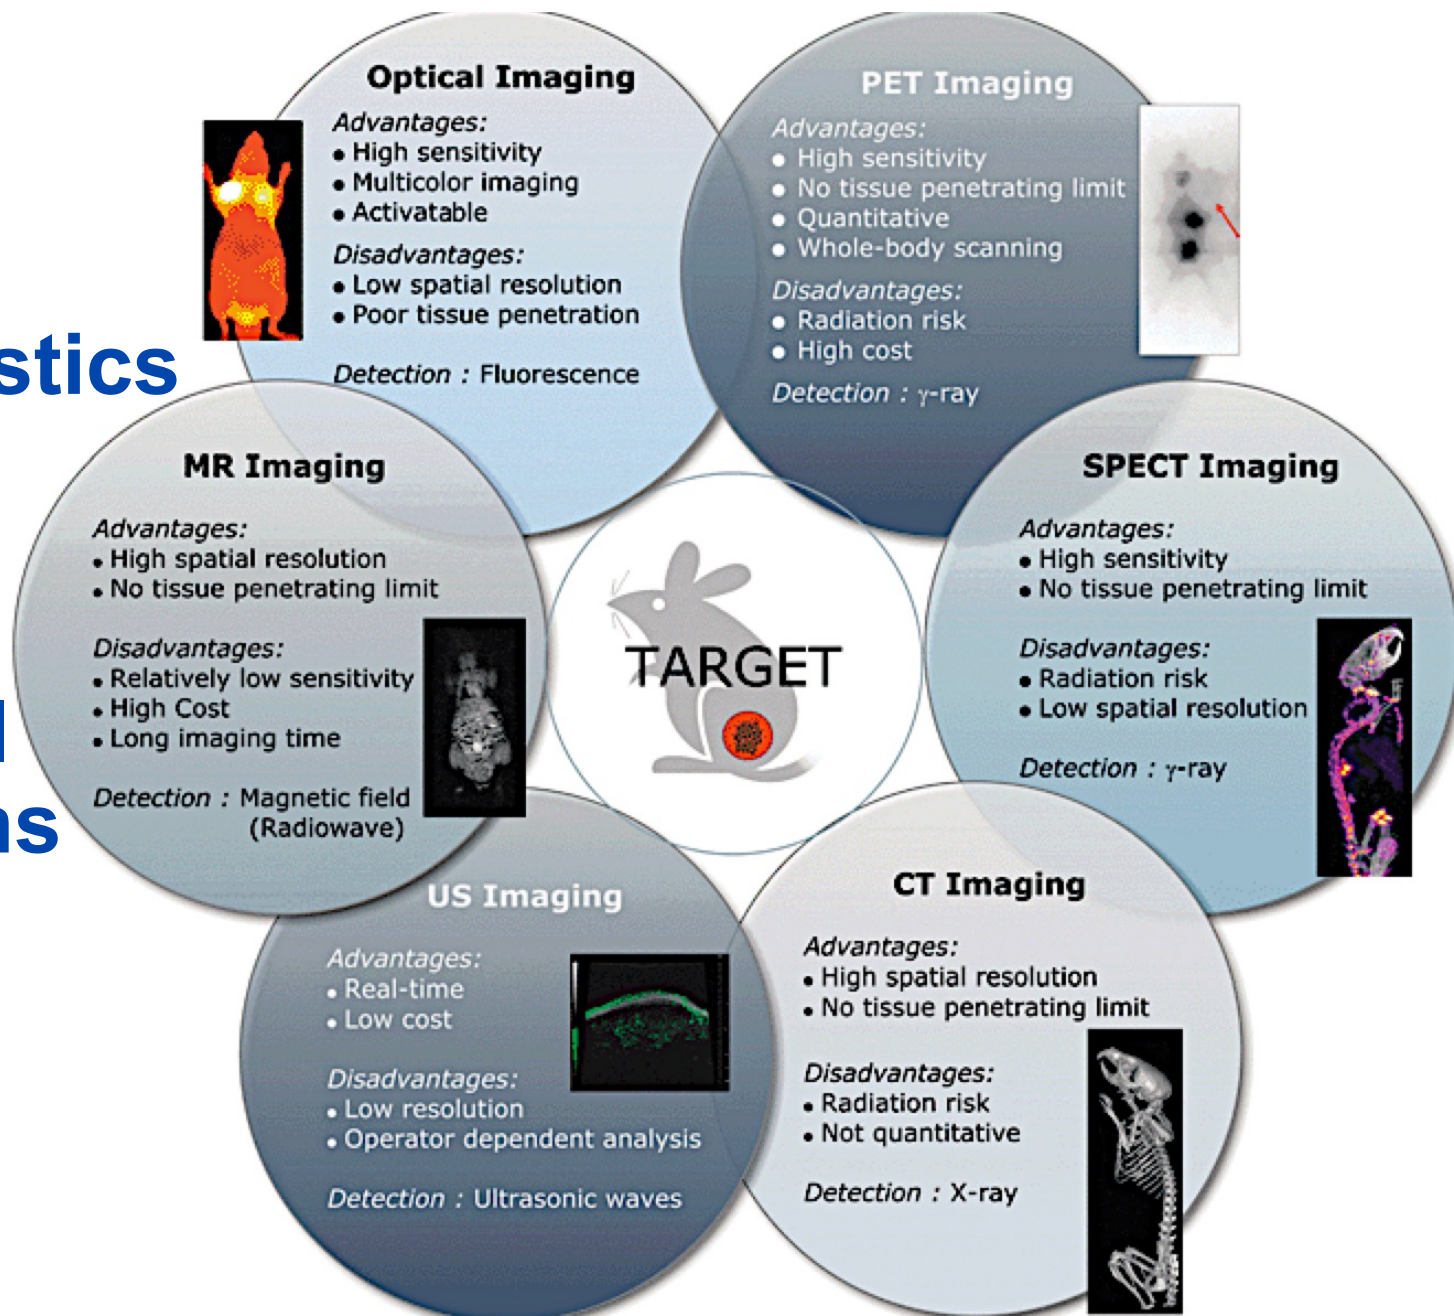 Optical Imaging
Advantages:
• High sensitivity
• Multicolor imaging
• Activatable
Disadvantages:
• Low spatial resolution
• Poor tissue penetration
Detection : Fluorescence
PET Imaging
Advantages:
• High sensitivity
• No tissue penetrating limit
• Quantitative
• Whole-body scanning
Disadvantages:
• Radiation risk
• High cost
Detection : γ-ray
stics
MR Imaging
Advantages:
• High spatial resolution
• No tissue penetrating limit
Disadvantages:
• Relatively low sensitivity
• High Cost
• Long imaging time
Detection : Magnetic field
(Radiowave)
TARGET
SPECT Imaging
Advantages:
• High sensitivity
• No tissue penetrating limit
Disadvantages:
• Radiation risk
• Low spatial resolution
Detection : γ-ray
US Imaging
Advantages:
• Real-time
• Low cost
Disadvantages:
• Low resolution
• Operator dependent analysis
Detection : Ultrasonic waves
CT Imaging
Advantages:
• High spatial resolution
• No tissue penetrating limit
Disadvantages:
• Radiation risk
• Not quantitative
Detection : X-ray